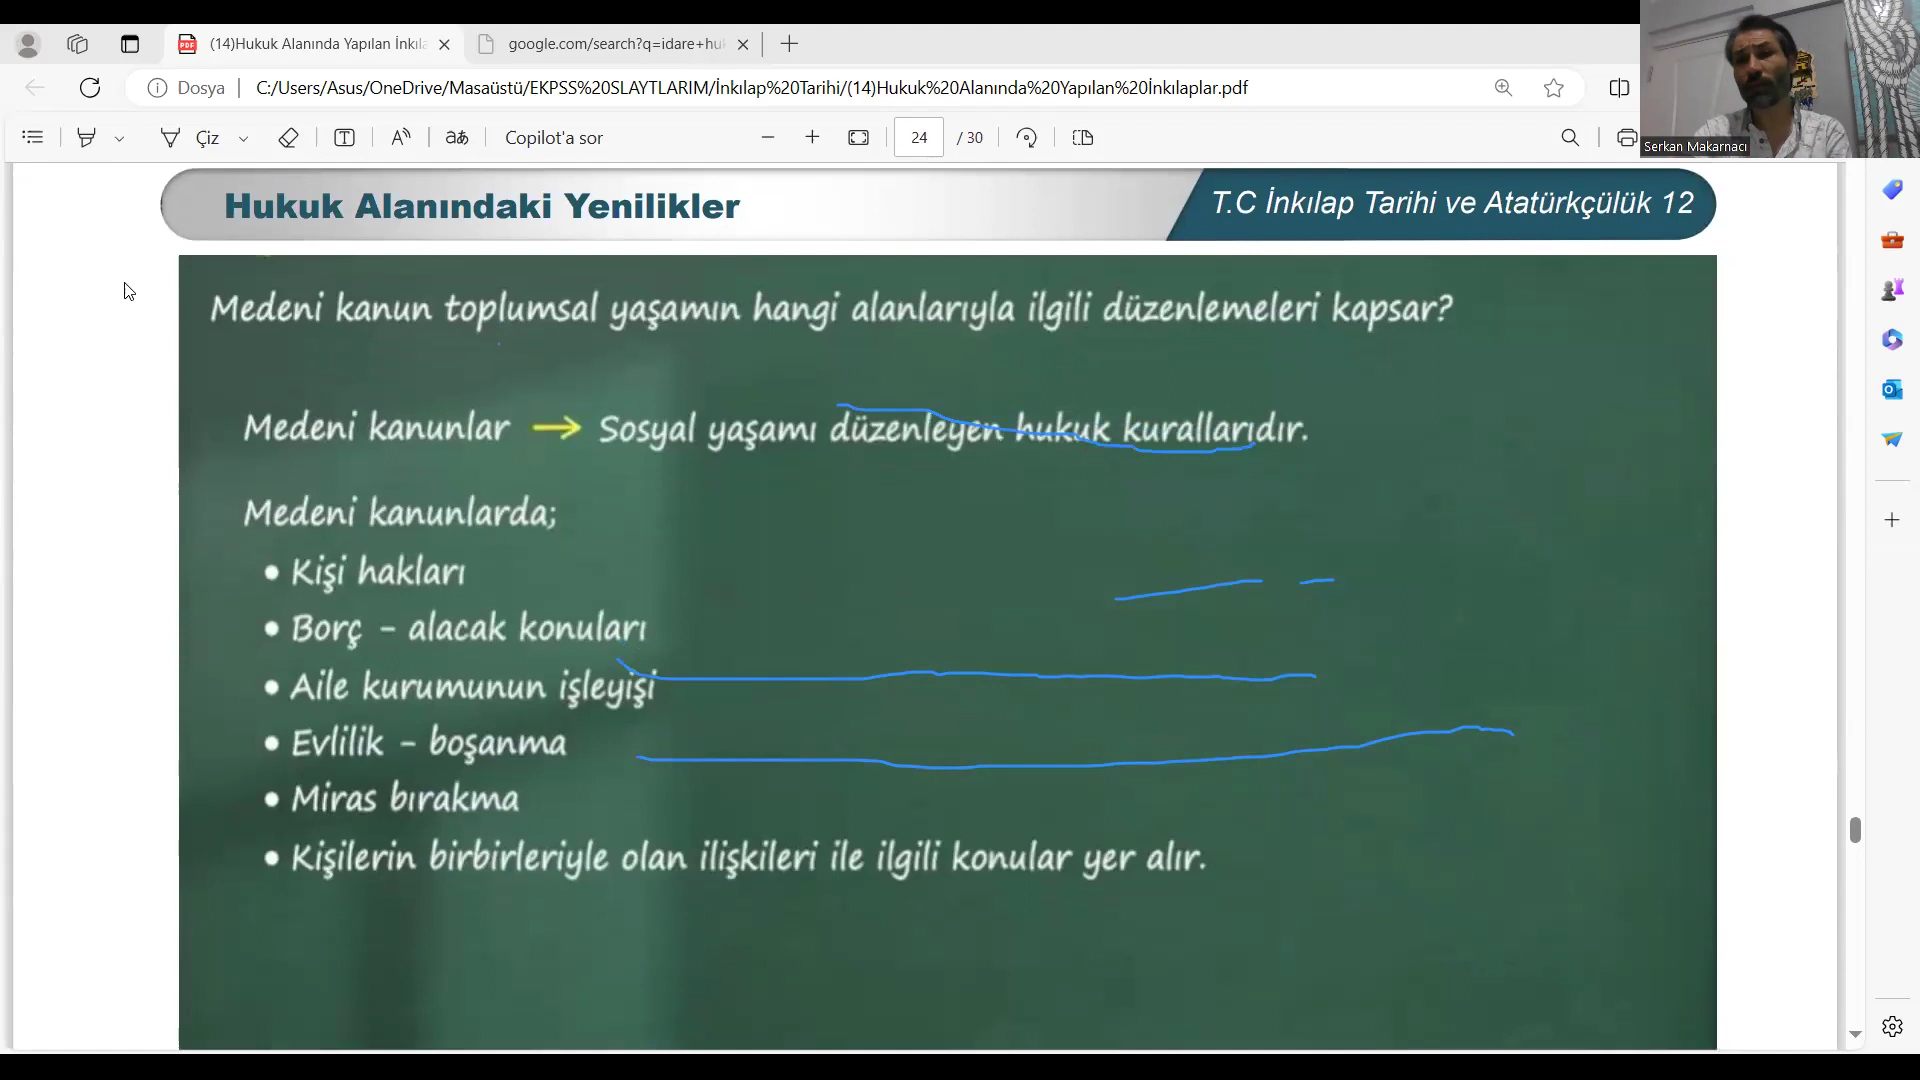 (14)Hukuk Alanında Yapılan İnkıla
google.com/search?q=idare+hu
Dosya
C:/Users/Asus/OneDrive/Masaüstü/EKPSS%20SLAYTLARIM/İnkılap%20Tarihi/(14)Hukuk%20Alanında%20Yapılan%20İnkılaplar.pdf
Çiz
aあ
Copilot'a sor
24 / 30
Serkan Makarnacı
Hukuk Alanındaki Yenilikler
T.C İnkılap Tarihi ve Atatürkçülük 12
Medeni kanun toplumsal yaşamın hangi alanlarıyla ilgili düzenlemeleri kapsar?
Medeni kanunlar → Sosyal yaşamı düzenleyen hukuk kurallarıdır.
Medeni kanunlarda;
• Kişi hakları
• Borç - alacak konuları
• Aile kurumunun işleyişi
• Evlilik - boşanma
• Miras bırakma
• Kişilerin birbirleriyle olan ilişkileri ile ilgili konular yer alır.